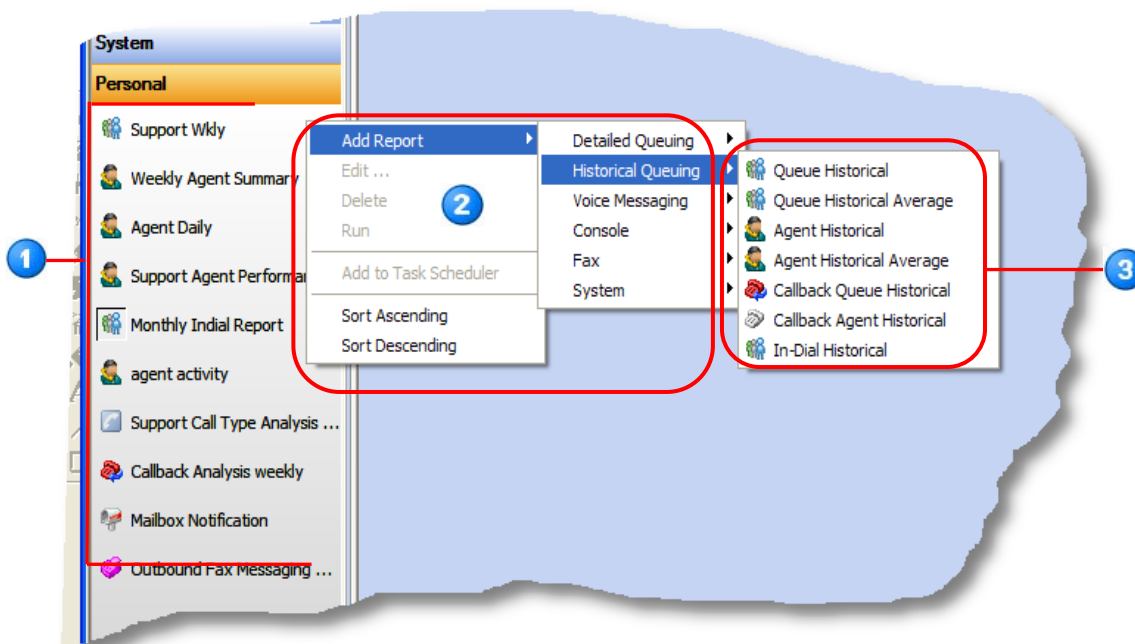 System
Personal
Support Wkly
Weekly Agent Summary
Agent Daily
Support Agent Performa
Monthly Indial Report
agent activity
Support Call Type Analysis ...
Callback Analysis weekly
Mailbox Notification
Outbound Fax Messaging ...
1
Add Report
Edit ...
Delete
Run
Add to Task Scheduler
Sort Ascending
Sort Descending
2
Detailed Queuing
Historical Queuing
Voice Messaging
Console
Fax
System
Queue Historical
Queue Historical Average
Agent Historical
Agent Historical Average
Callback Queue Historical
Callback Agent Historical
In-Dial Historical
3